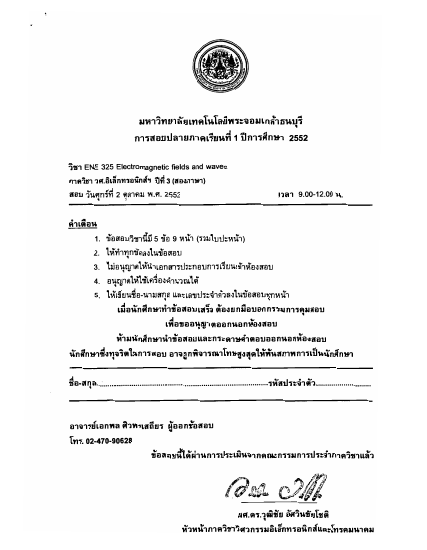 มหาวิทยาลัยเทคโนโลยีพระจอมเกล้าธนบุรี
การสอบปลายภาคเรียนที่ 1 ปีการศึกษา 2552
วิชา ENE 325 Electromagnetic fields and waves
ภาควิชา วศ.อิเล็กทรอนิกส์ฯ ปีที่ 3 (สองภาษา)
สอบ วันศุกร์ที่ 2 ตุลาคม พ.ศ. 2552 เวลา 9.00-12.00 น.
คำเตือน
1. ข้อสอบวิชานี้มี 5 ข้อ 9 หน้า (รวมใบปะหน้า)
2. ให้ทำทุกข้อลงในข้อสอบ
3. ไม่อนุญาตให้นำเอกสารประกอบการเรียนเข้าห้องสอบ
4. อนุญาตให้ใช้เครื่องคำนวณได้
5. ให้เขียนชื่อ-นามสกุล และเลขประจำตัวลงในข้อสอบทุกหน้า
เมื่อนักศึกษาทำข้อสอบเสร็จ ต้องยกมือบอกกรรมการคุมสอบ
เพื่อขออนุญาตออกนอกห้องสอบ
ห้ามนักศึกษานำข้อสอบและกระดาษคำตอบออกนอกห้องสอบ
นักศึกษาซึ่งทุจริตในการสอบ อาจถูกพิจารณาโทษสูงสุดให้พ้นสภาพการเป็นนักศึกษา
ชื่อ-สกุล..........................................................รหัสประจำตัว....................
อาจารย์เอกพล ศิวพรเสถียร ผู้ออกข้อสอบ
โทร. 02-470-90628
ข้อสอบนี้ได้ผ่านการประเมินจากคณะกรรมการประจำภาควิชาแล้ว
ผศ.ดร.วุฒิชัย อัศวินชัยโชติ
หัวหน้าภาควิชาวิศวกรรมอิเล็กทรอนิกส์และโทรคมนาคม